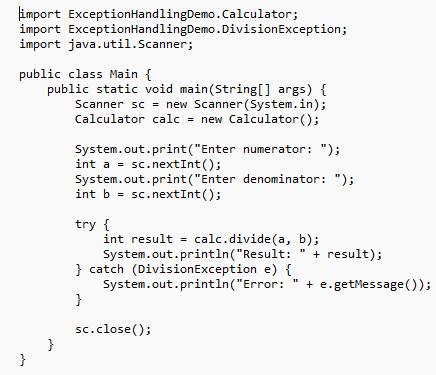 import ExceptionHandlingDemo.Calculator;
import ExceptionHandlingDemo.DivisionException;
import java.util.Scanner;

public class Main {
    public static void main(String[] args) {
        Scanner sc = new Scanner(System.in);
        Calculator calc = new Calculator();

        System.out.print("Enter numerator: ");
        int a = sc.nextInt();
        System.out.print("Enter denominator: ");
        int b = sc.nextInt();

        try {
            int result = calc.divide(a, b);
            System.out.println("Result: " + result);
        } catch (DivisionException e) {
            System.out.println("Error: " + e.getMessage());
        }

        sc.close();
    }
}